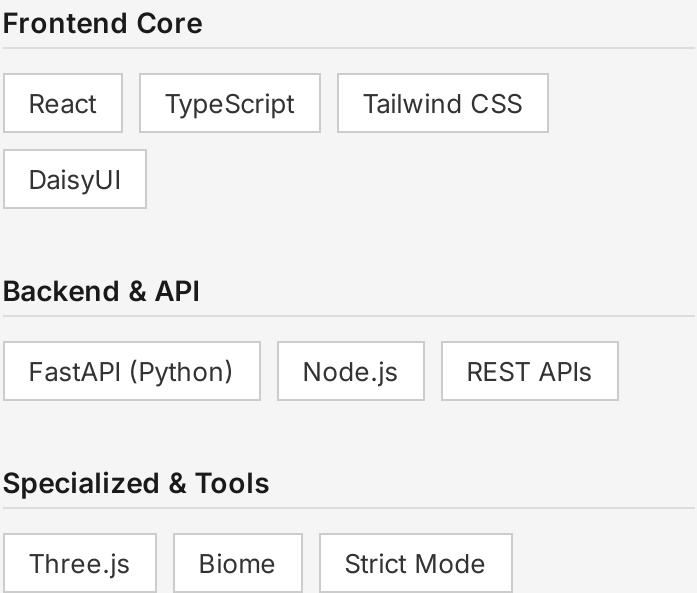 Frontend Core
React TypeScript Tailwind CSS
DaisyUI
Backend & API
FastAPI (Python) Node.js REST APIs
Specialized & Tools
Three.js Biome Strict Mode